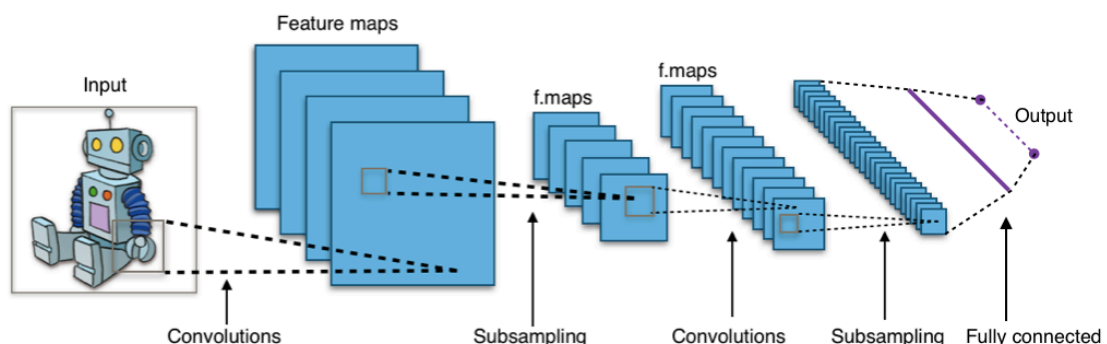 Feature maps
Input
f.maps
f.maps
Output
Convolutions
Subsampling
Convolutions
Subsampling
Fully connected